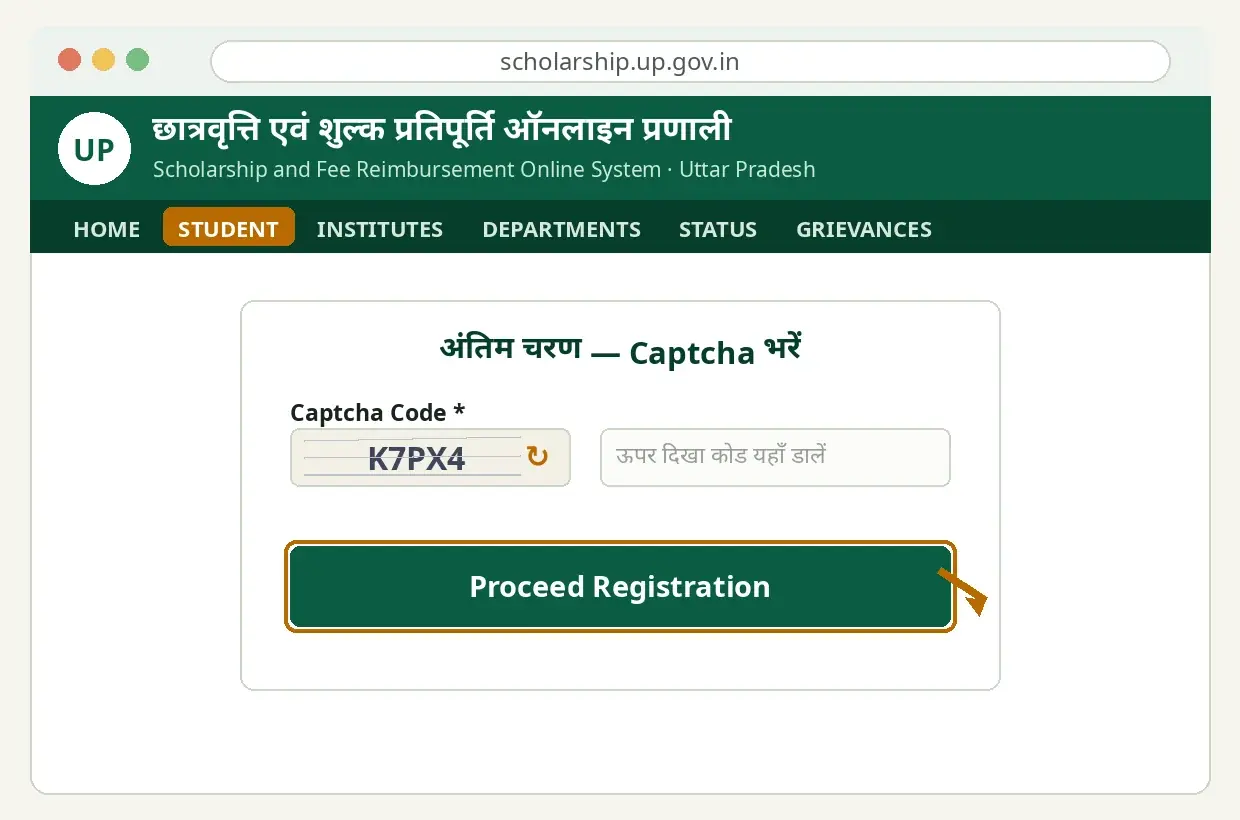 scholarship.up.gov.in
UP
छात्रवृत्ति एवं शुल्क प्रतिपूर्ति ऑनलाइन प्रणाली
Scholarship and Fee Reimbursement Online System · Uttar Pradesh
HOME STUDENT INSTITUTES DEPARTMENTS STATUS GRIEVANCES
अंतिम चरण — Captcha भरें
Captcha Code *
K7PX4 ↻ ऊपर दिखा कोड यहाँ डालें
Proceed Registration